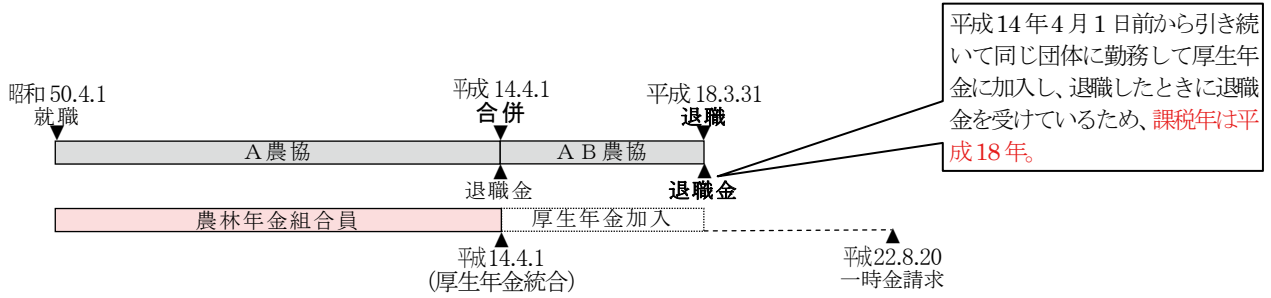 平成14年4月1日前から引き続
いて同じ団体に勤務して厚生年
金に加入し、退職したときに退職
金を受けているため、課税年は平
成18年。
昭和50.4.1
就職
平成14.4.1
合併
平成18.3.31
退職
A農協
AB農協
退職金
退職金
農林年金組合員
厚生年金加入
平成14.4.1
(厚生年金統合)
平成22.8.20
一時金請求